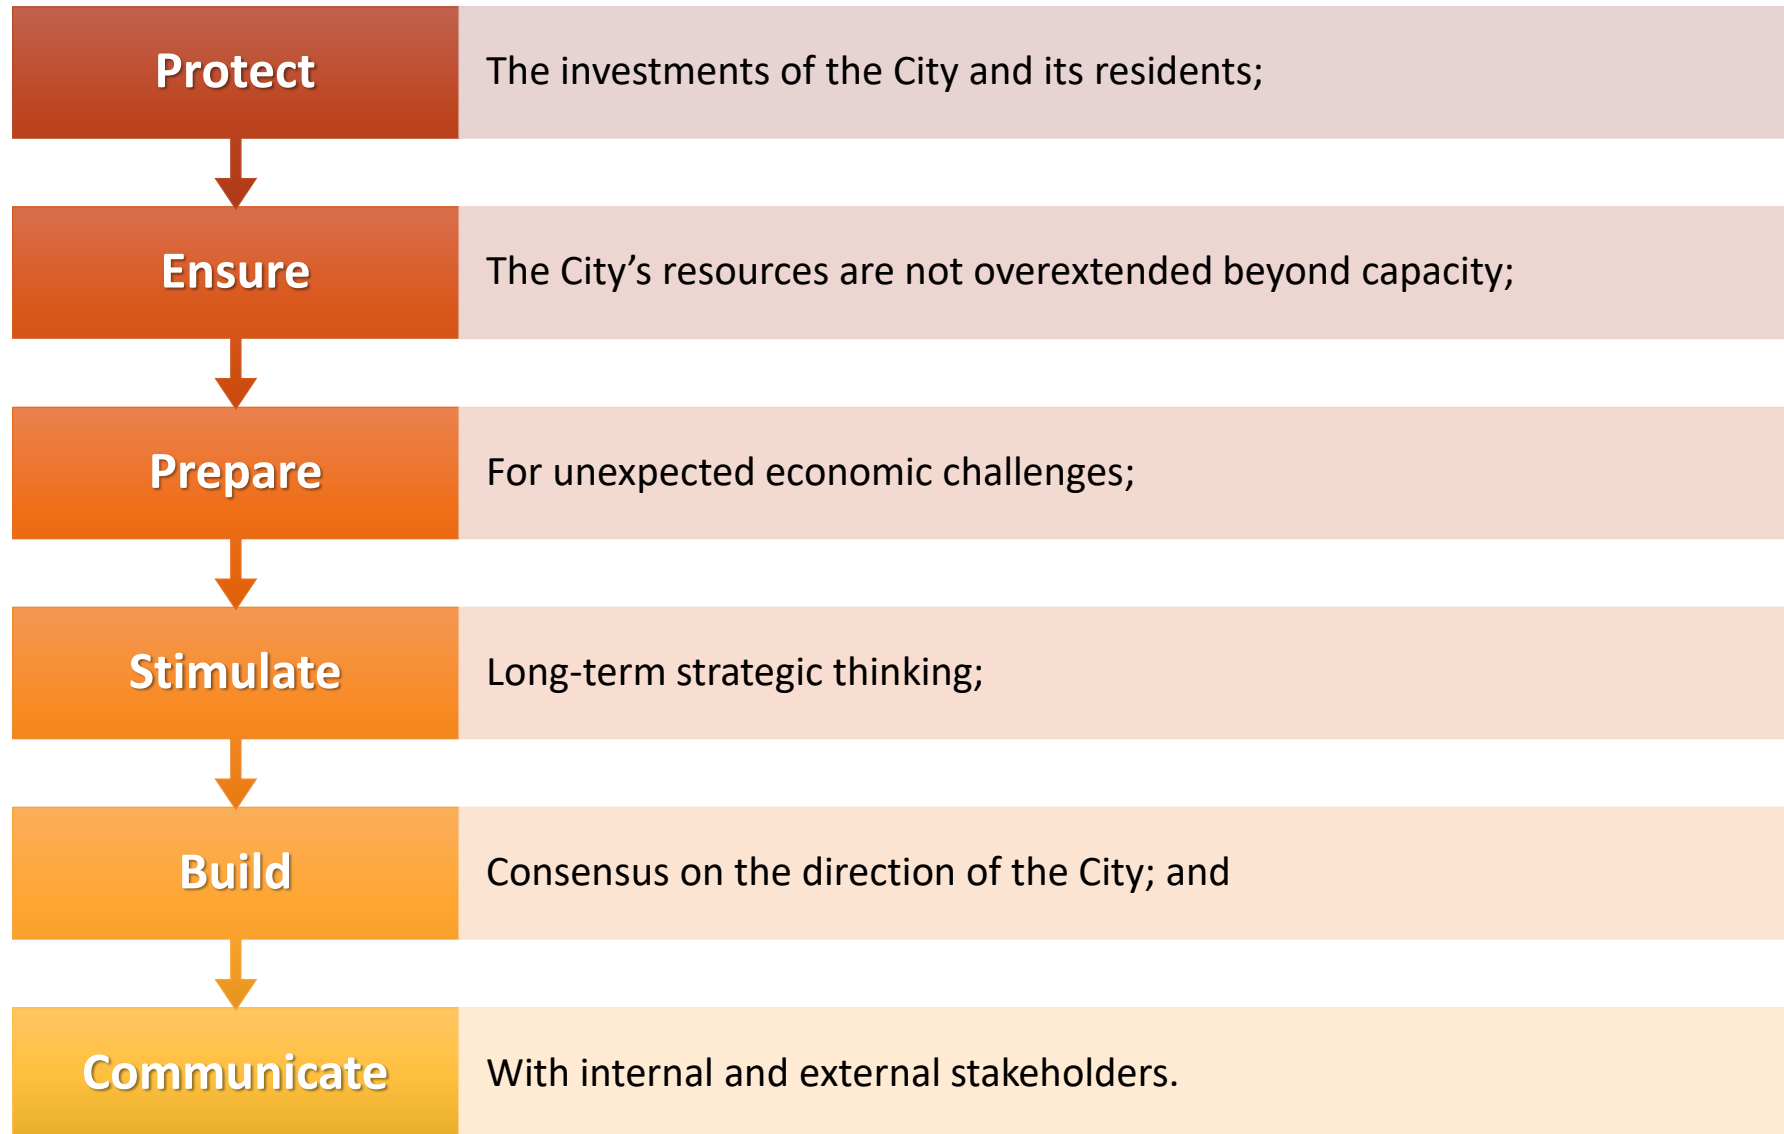 Protect
The investments of the City and its residents;
Ensure
The City’s resources are not overextended beyond capacity;
Prepare
For unexpected economic challenges;
Stimulate
Long-term strategic thinking;
Build
Consensus on the direction of the City; and
Communicate
With internal and external stakeholders.